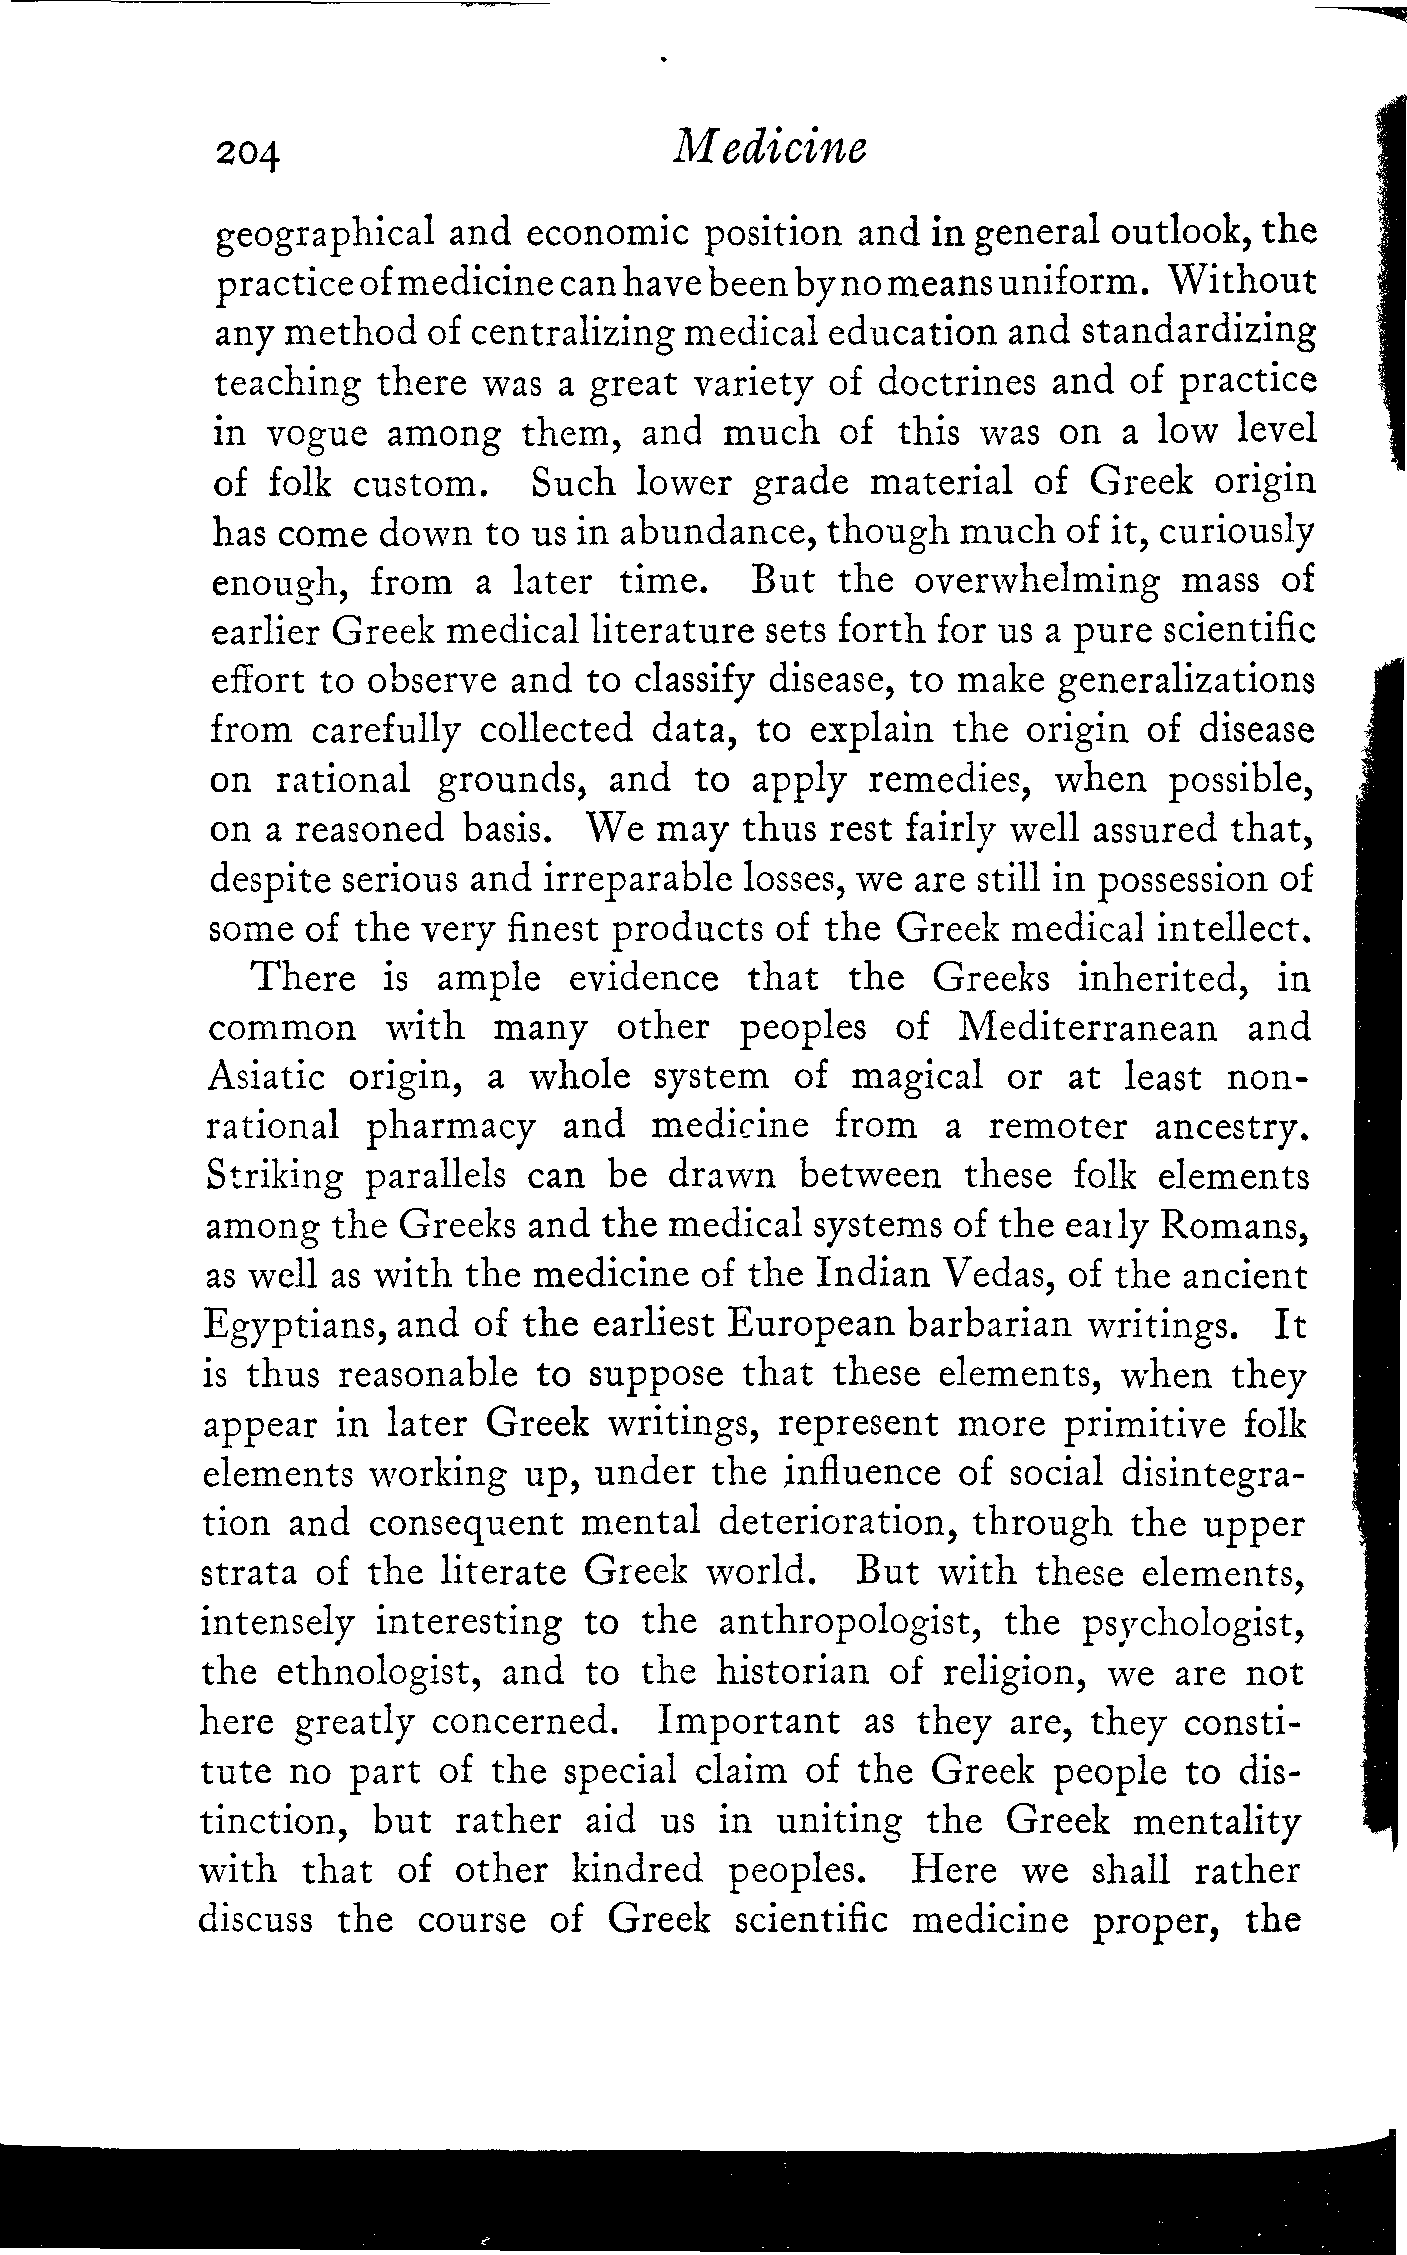 204 Medicine
geographical and economic position and in general outlook, the
practice of medicine can have been by no means uniform. Without
any method of centralizing medical education and standardizing
teaching there was a great variety of doctrines and of practice
in vogue among them, and much of this was on a low level
of folk custom. Such lower grade material of Greek origin
has come down to us in abundance, though much of it, curiously
enough, from a later time. But the overwhelming mass of
earlier Greek medical literature sets forth for us a pure scientific
effort to observe and to classify disease, to make generalizations
from carefully collected data, to explain the origin of disease
on rational grounds, and to apply remedies, when possible,
on a reasoned basis. We may thus rest fairly well assured that,
despite serious and irreparable losses, we are still in possession of
some of the very finest products of the Greek medical intellect.
There is ample evidence that the Greeks inherited, in
common with many other peoples of Mediterranean and
Asiatic origin, a whole system of magical or at least non-
rational pharmacy and medicine from a remoter ancestry.
Striking parallels can be drawn between these folk elements
among the Greeks and the medical systems of the early Romans,
as well as with the medicine of the Indian Vedas, of the ancient
Egyptians, and of the earliest European barbarian writings. It
is thus reasonable to suppose that these elements, when they
appear in later Greek writings, represent more primitive folk
elements working up, under the influence of social disintegra-
tion and consequent mental deterioration, through the upper
strata of the literate Greek world. But with these elements,
intensely interesting to the anthropologist, the psychologist,
the ethnologist, and to the historian of religion, we are not
here greatly concerned. Important as they are, they consti-
tute no part of the special claim of the Greek people to dis-
tinction, but rather aid us in uniting the Greek mentality
with that of other kindred peoples. Here we shall rather
discuss the course of Greek scientific medicine proper, the